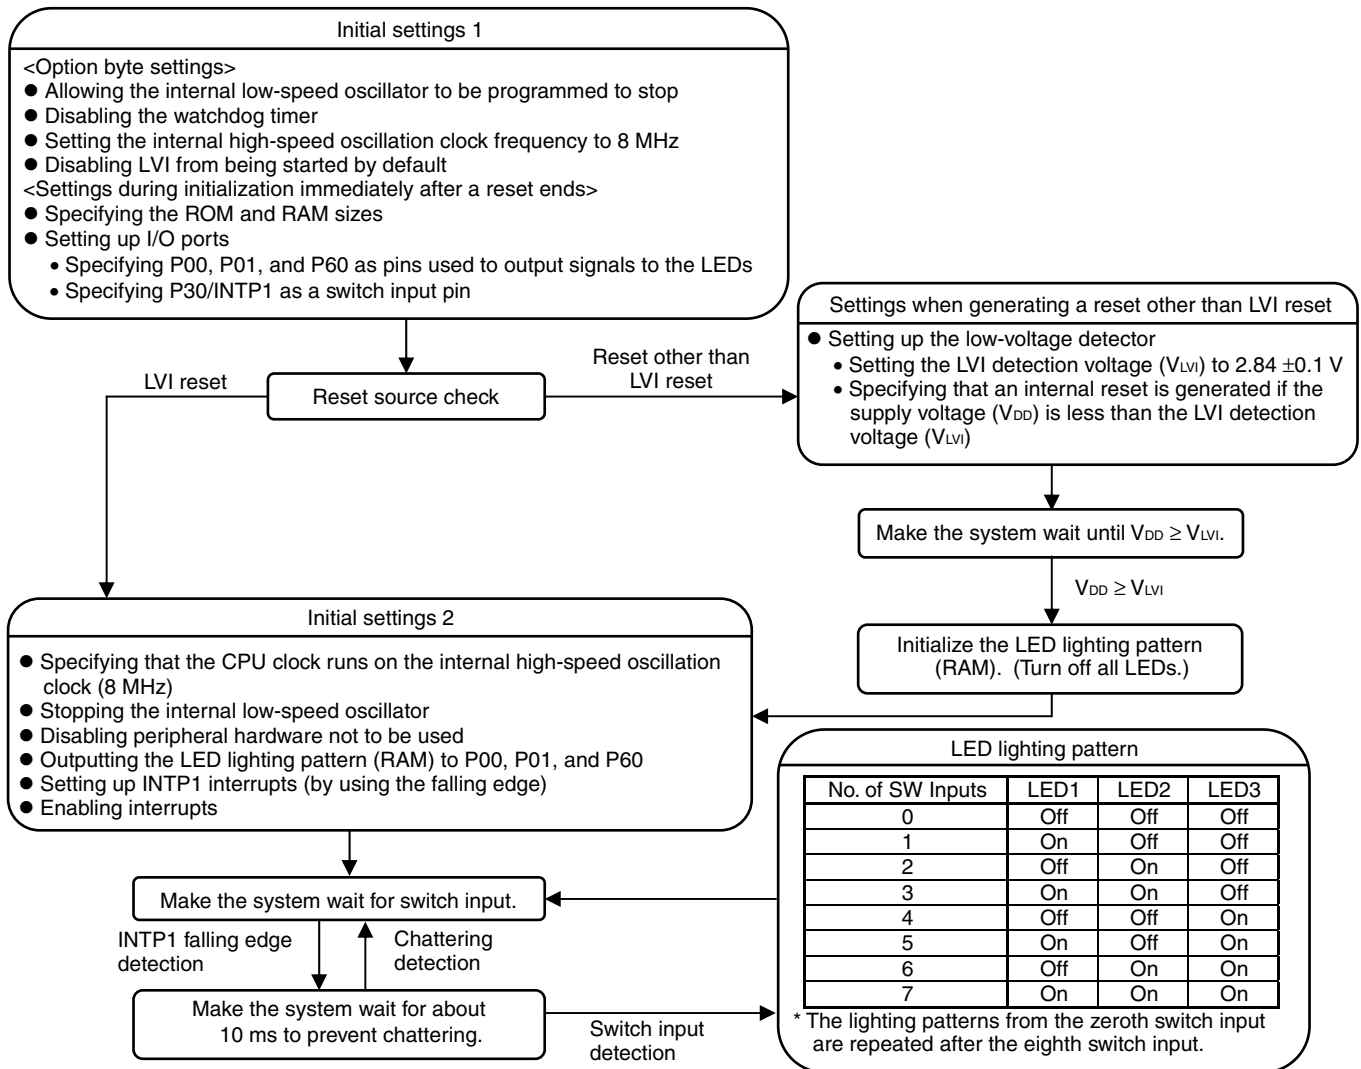 Initial settings 1
<Option byte settings>
● Allowing the internal low-speed oscillator to be programmed to stop
● Disabling the watchdog timer
● Setting the internal high-speed oscillation clock frequency to 8 MHz
● Disabling LVI from being started by default
<Settings during initialization immediately after a reset ends>
● Specifying the ROM and RAM sizes
● Setting up I/O ports
• Specifying P00, P01, and P60 as pins used to output signals to the LEDs
• Specifying P30/INTP1 as a switch input pin
LVI reset
Reset source check
Reset other than
LVI reset
Settings when generating a reset other than LVI reset
● Setting up the low-voltage detector
• Setting the LVI detection voltage (VLVI) to 2.84 ±0.1 V
• Specifying that an internal reset is generated if the
supply voltage (VDD) is less than the LVI detection
voltage (VLVI)
Make the system wait until VDD ≥ VLVI.
VDD ≥ VLVI
Initialize the LED lighting pattern
(RAM). (Turn off all LEDs.)
Initial settings 2
● Specifying that the CPU clock runs on the internal high-speed oscillation
clock (8 MHz)
● Stopping the internal low-speed oscillator
● Disabling peripheral hardware not to be used
● Outputting the LED lighting pattern (RAM) to P00, P01, and P60
● Setting up INTP1 interrupts (by using the falling edge)
● Enabling interrupts
Make the system wait for switch input.
INTP1 falling edge
detection
Chattering
detection
Make the system wait for about
10 ms to prevent chattering.
Switch input
detection
LED lighting pattern
No. of SW Inputs LED1 LED2 LED3
0 Off Off Off
1 On Off Off
2 Off On Off
3 On On Off
4 Off Off On
5 On Off On
6 Off On On
7 On On On
* The lighting patterns from the zeroth switch input
are repeated after the eighth switch input.